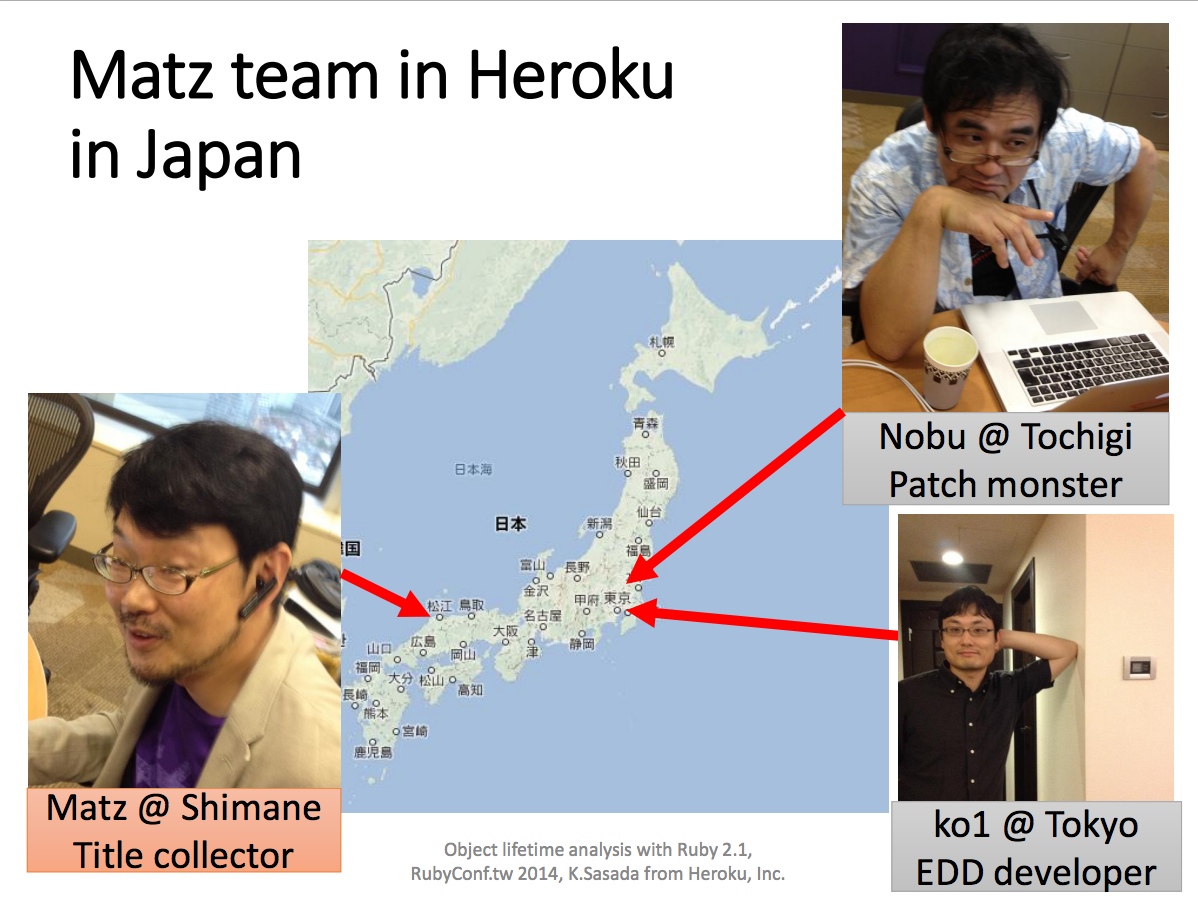 Matz team in Heroku
in Japan
Nobu @ Tochigi
Patch monster
ko1 @ Tokyo
EDD developer
Matz @ Shimane
Title collector
札幌
青森
秋田
盛岡
仙台
新潟
福島
日本海
日本
国
富山
長野
金沢
甲府
東京
名古屋
静岡
松江
鳥取
大阪
津
広島
岡山
山口
福岡
大分
松山
高知
長崎
熊本
宮崎
鹿児島
Object lifetime analysis with Ruby 2.1,
RubyConf.tw 2014, K.Sasada from Heroku, Inc.